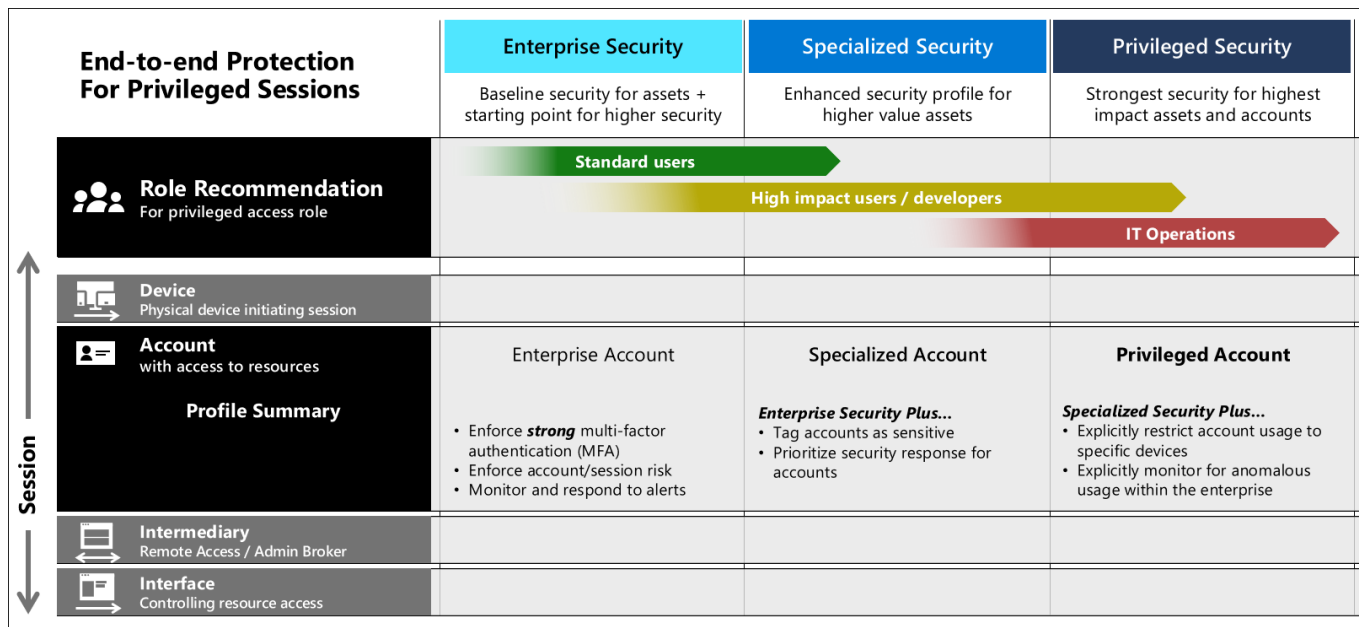 End-to-end Protection
For Privileged Sessions
Enterprise Security
Specialized Security
Privileged Security
Baseline security for assets +
starting point for higher security
Enhanced security profile for
higher value assets
Strongest security for highest
impact assets and accounts
Role Recommendation
For privileged access role
Standard users
High impact users / developers
IT Operations
Session
Device
Physical device initiating session
Account
with access to resources
Profile Summary
Enterprise Account
• Enforce strong multi-factor
authentication (MFA)
• Enforce account/session risk
• Monitor and respond to alerts
Specialized Account
Enterprise Security Plus...
• Tag accounts as sensitive
• Prioritize security response for
accounts
Privileged Account
Specialized Security Plus...
• Explicitly restrict account usage to
specific devices
• Explicitly monitor for anomalous
usage within the enterprise
Intermediary
Remote Access / Admin Broker
Interface
Controlling resource access